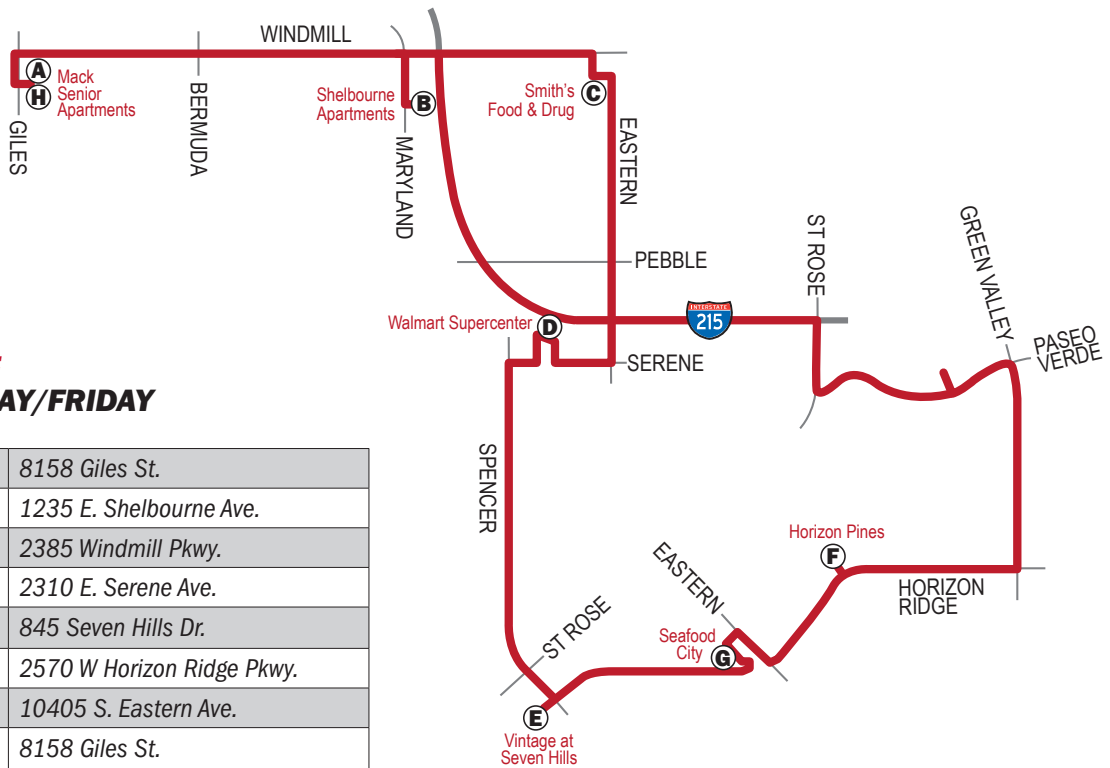 WINDMILL
A
Mack
Senior
Apartments
H
GILES
BERMUDA
Shelbourne
Apartments
B
MARYLAND
Smith's
Food & Drug
C
EASTERN
PEBBLE
ST ROSE
GREEN VALLEY
PASEO
VERDE
INTERSTATE
215
Walmart Supercenter
D
SERENE
AY/FRIDAY
8158 Giles St.
1235 E. Shelbourne Ave.
2385 Windmill Pkwy.
2310 E. Serene Ave.
845 Seven Hills Dr.
2570 W Horizon Ridge Pkwy.
10405 S. Eastern Ave.
8158 Giles St.
SPENCER
Horizon Pines
F
HORIZON
RIDGE
EASTERN
ST ROSE
Seafood
City
G
E
Vintage at
Seven Hills